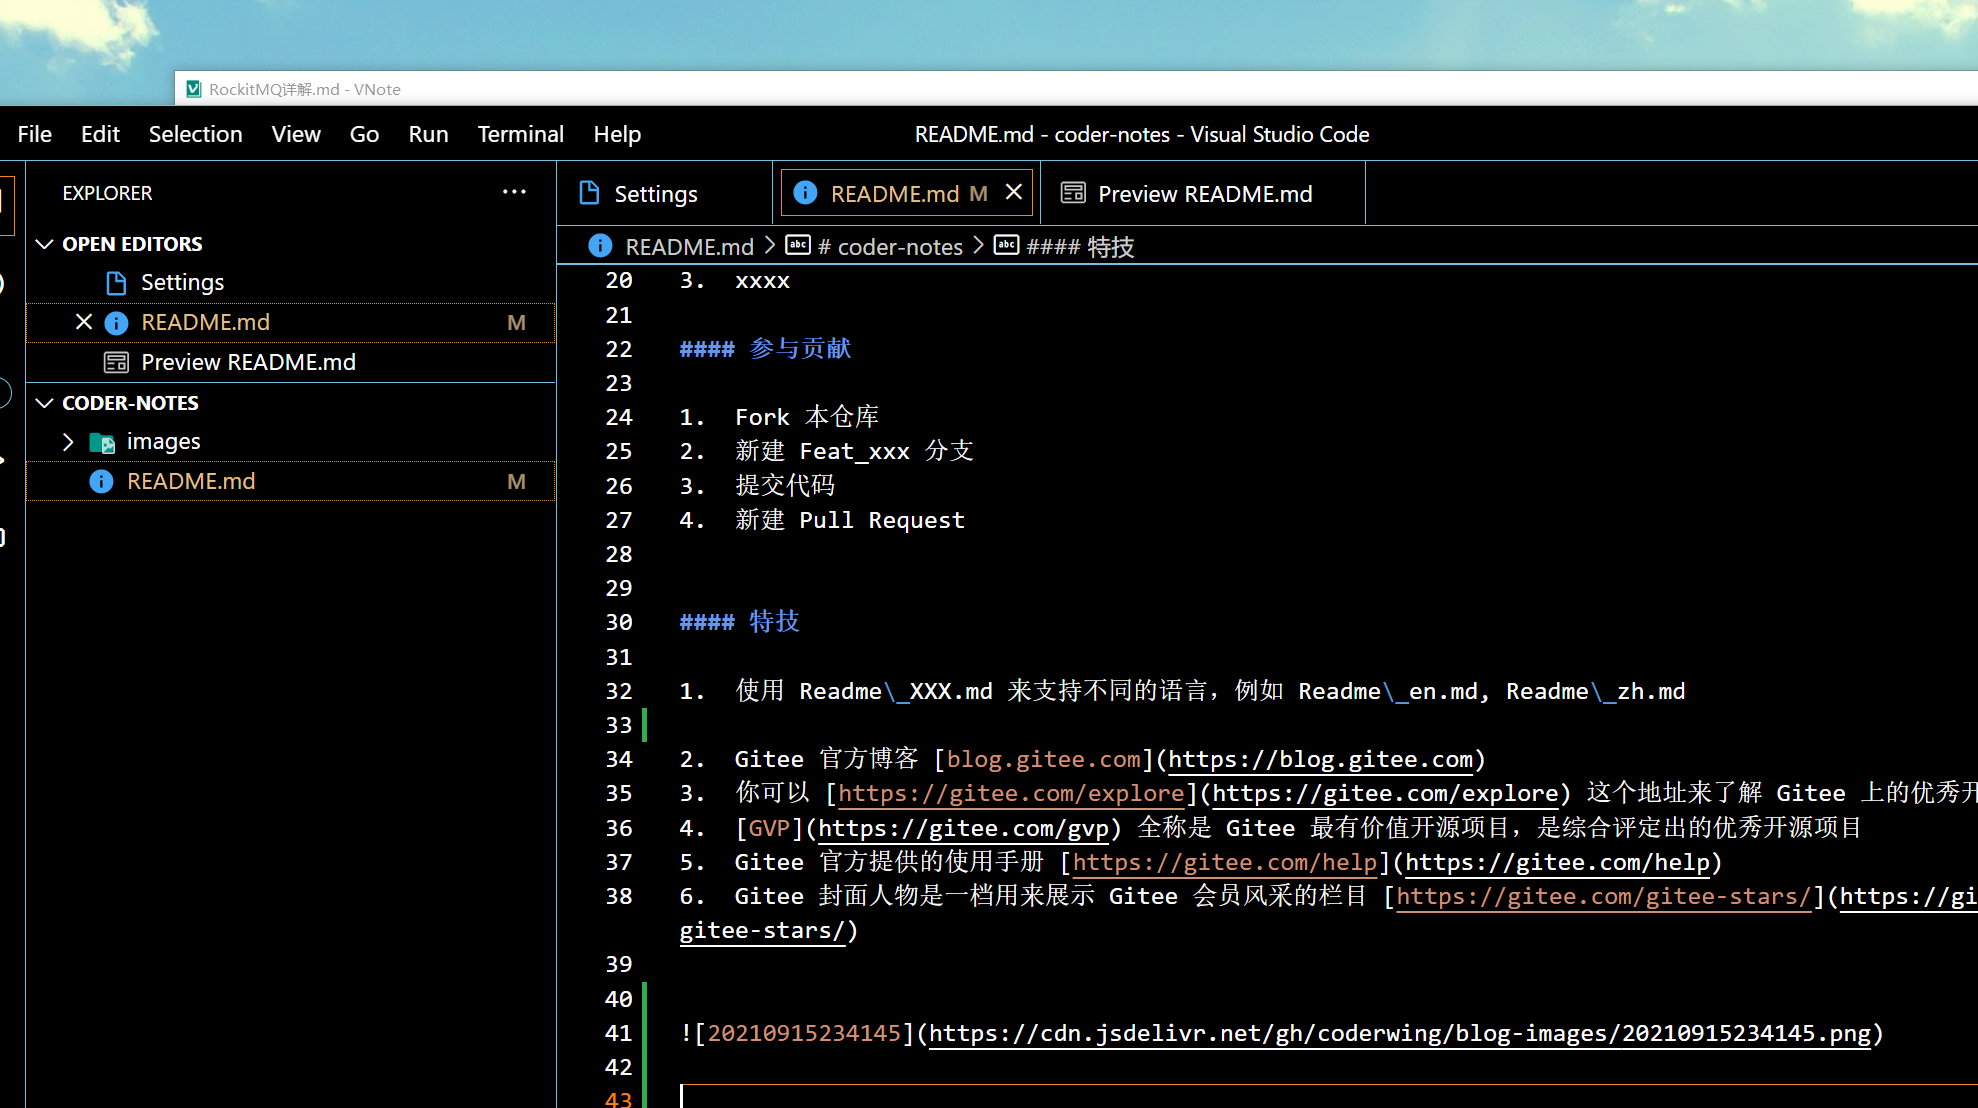 RockitMQ详解.md - VNote
File Edit Selection View Go Run Terminal Help README.md - coder-notes - Visual Studio Code
EXPLORER ···
OPEN EDITORS
Settings
README.md M
Preview README.md
CODER-NOTES
images
README.md M
Settings README.md M Preview README.md
README.md > # coder-notes > #### 特技
20 3. xxxx
21
22 #### 参与贡献
23
24 1. Fork 本仓库
25 2. 新建 Feat_xxx 分支
26 3. 提交代码
27 4. 新建 Pull Request
28
29
30 #### 特技
31
32 1. 使用 Readme\_XXX.md 来支持不同的语言，例如 Readme\_en.md, Readme\_zh.md
33
34 2. Gitee 官方博客 [blog.gitee.com](https://blog.gitee.com)
35 3. 你可以 [https://gitee.com/explore](https://gitee.com/explore) 这个地址来了解 Gitee 上的优秀开
36 4. [GVP](https://gitee.com/gvp) 全称是 Gitee 最有价值开源项目，是综合评定出的优秀开源项目
37 5. Gitee 官方提供的使用手册 [https://gitee.com/help](https://gitee.com/help)
38 6. Gitee 封面人物是一档用来展示 Gitee 会员风采的栏目 [https://gitee.com/gitee-stars/](https://gi
gitee-stars/)
39
40
41 ![20210915234145](https://cdn.jsdelivr.net/gh/coderwing/blog-images/20210915234145.png)
42
43